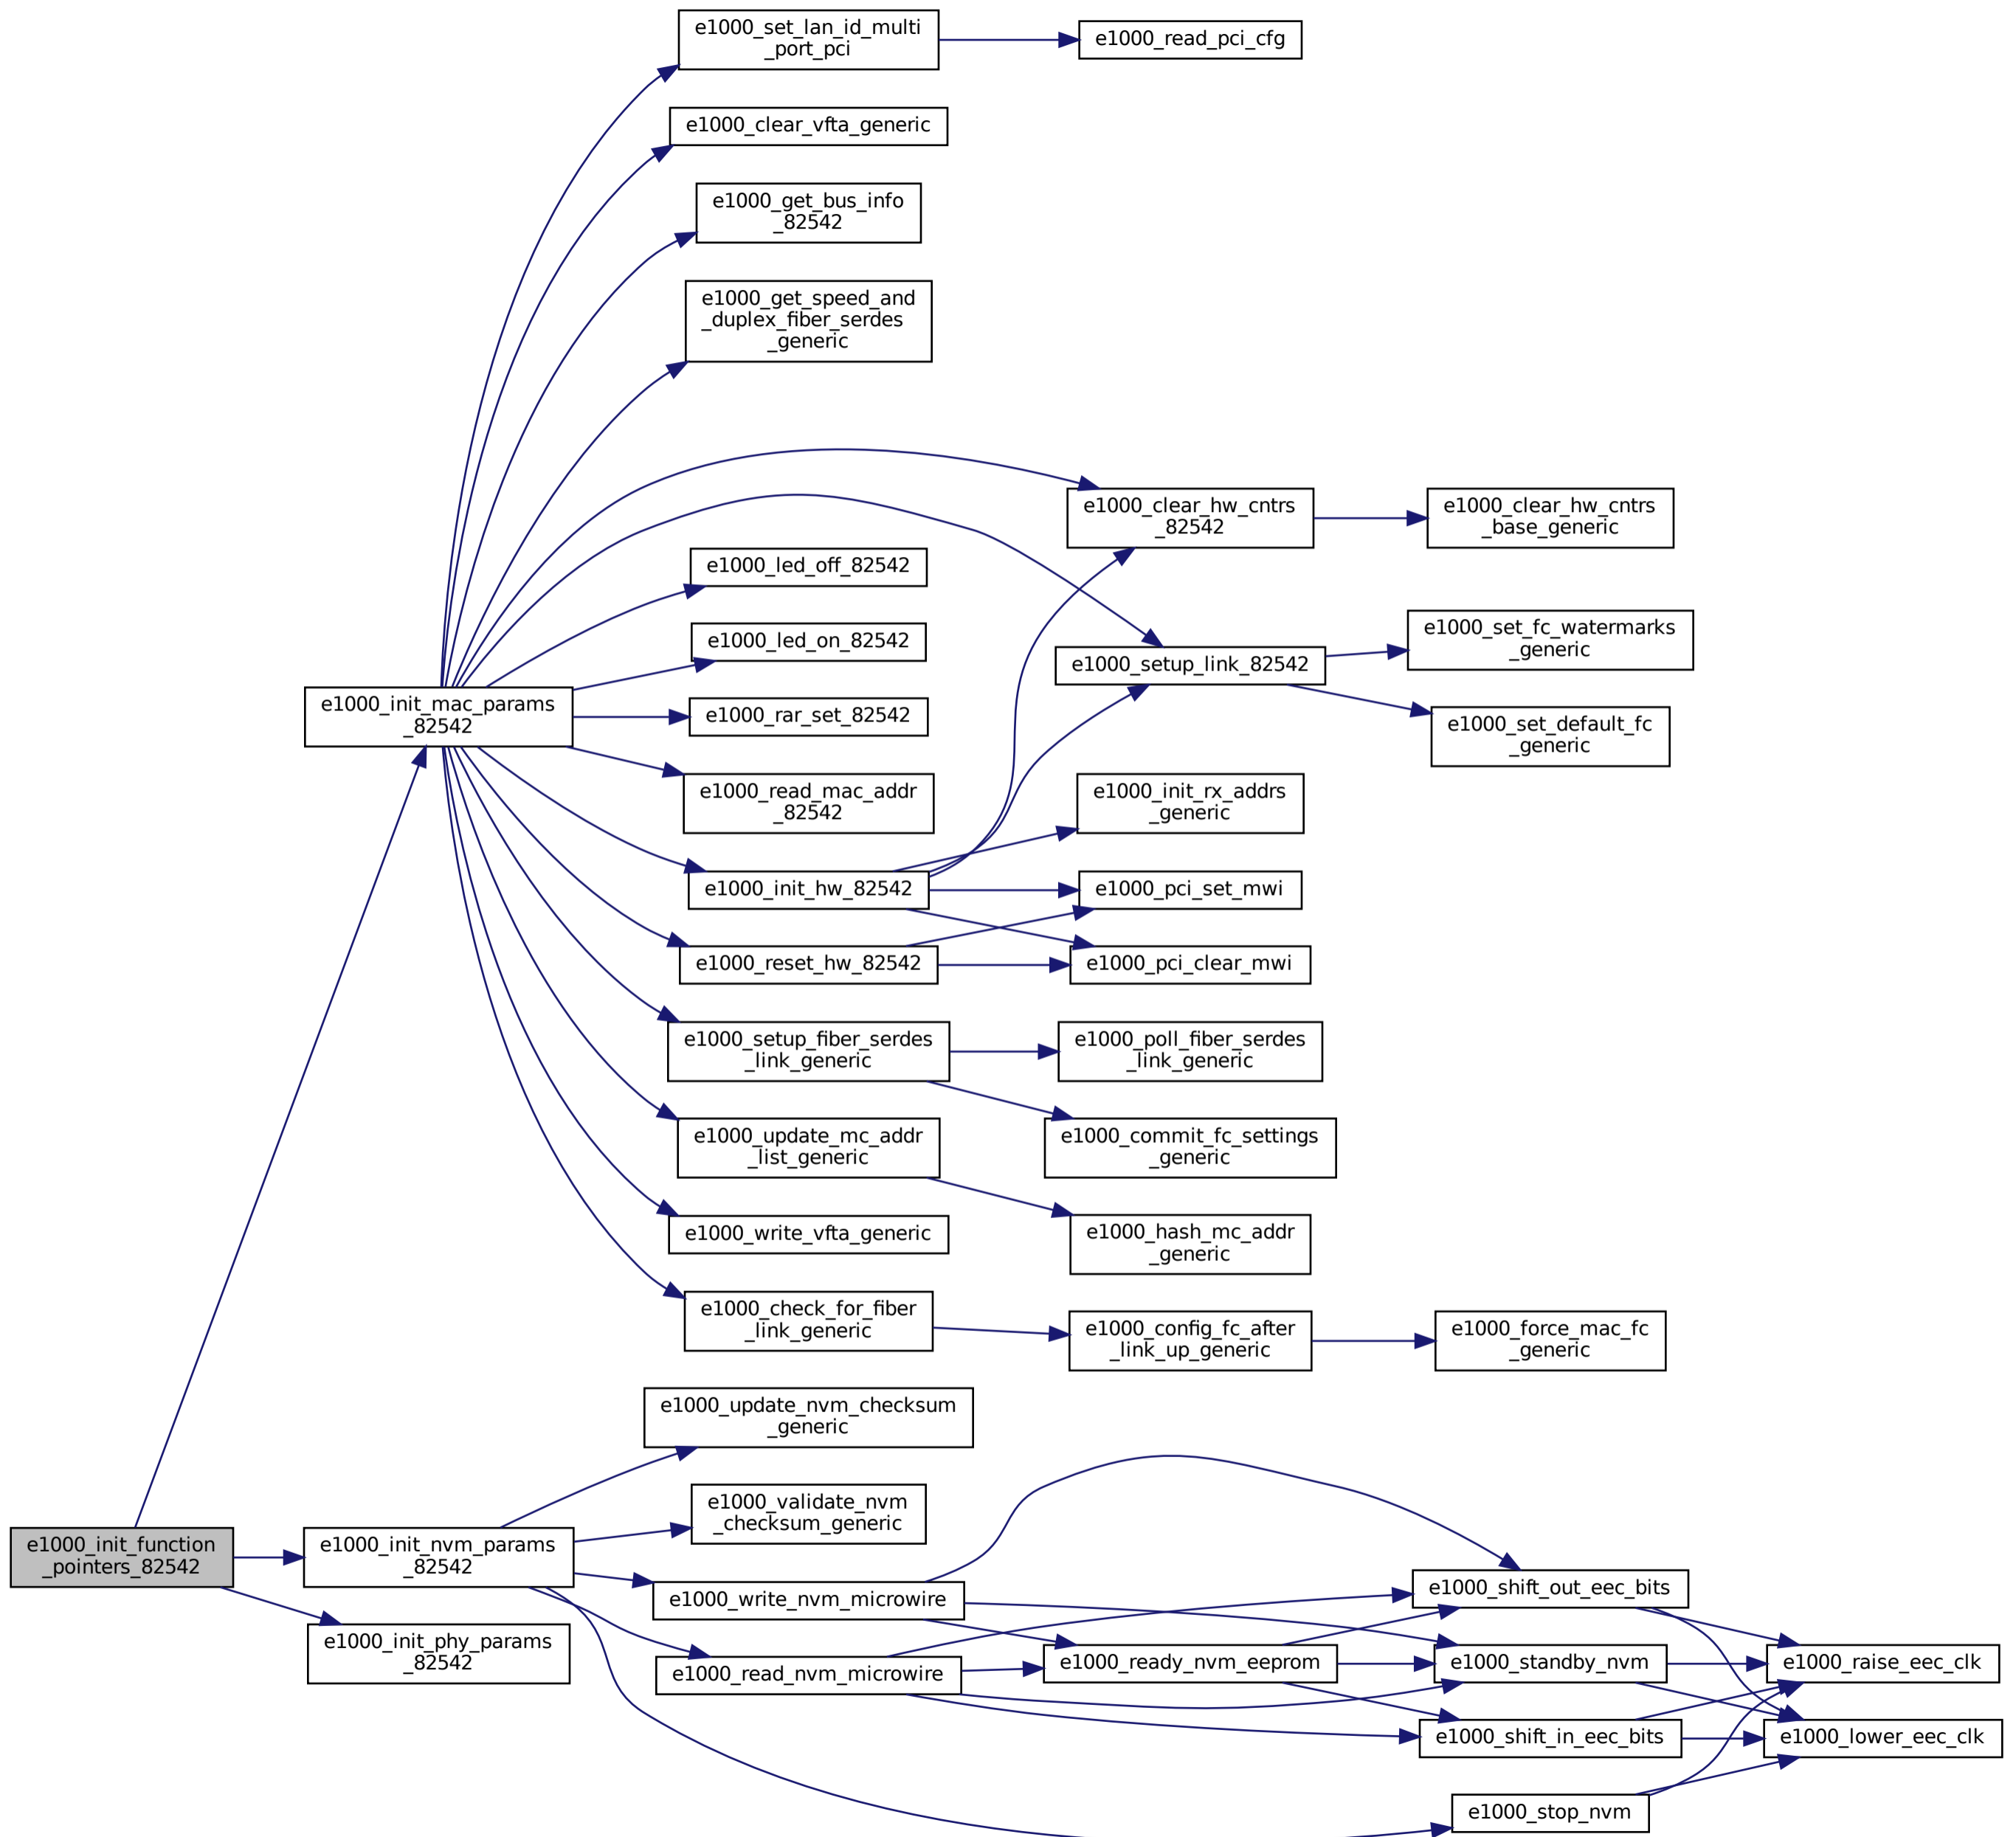 e1000_set_lan_id_multi
_port_pci
e1000_read_pci_cfg
e1000_clear_vfta_generic
e1000_get_bus_info
_82542
e1000_get_speed_and
_duplex_fiber_serdes
_generic
e1000_clear_hw_cntrs
_82542
e1000_clear_hw_cntrs
_base_generic
e1000_led_off_82542
e1000_led_on_82542
e1000_setup_link_82542
e1000_set_fc_watermarks
_generic
e1000_init_mac_params
_82542
e1000_rar_set_82542
e1000_set_default_fc
_generic
e1000_read_mac_addr
_82542
e1000_init_rx_addrs
_generic
e1000_init_hw_82542
e1000_pci_set_mwi
e1000_reset_hw_82542
e1000_pci_clear_mwi
e1000_setup_fiber_serdes
_link_generic
e1000_poll_fiber_serdes
_link_generic
e1000_update_mc_addr
_list_generic
e1000_commit_fc_settings
_generic
e1000_write_vfta_generic
e1000_hash_mc_addr
_generic
e1000_check_for_fiber
_link_generic
e1000_config_fc_after
_link_up_generic
e1000_force_mac_fc
_generic
e1000_update_nvm_checksum
_generic
e1000_validate_nvm
_checksum_generic
e1000_init_function
_pointers_82542
e1000_init_nvm_params
_82542
e1000_write_nvm_microwire
e1000_shift_out_eec_bits
e1000_init_phy_params
_82542
e1000_read_nvm_microwire
e1000_ready_nvm_eeprom
e1000_standby_nvm
e1000_raise_eec_clk
e1000_shift_in_eec_bits
e1000_lower_eec_clk
e1000_stop_nvm